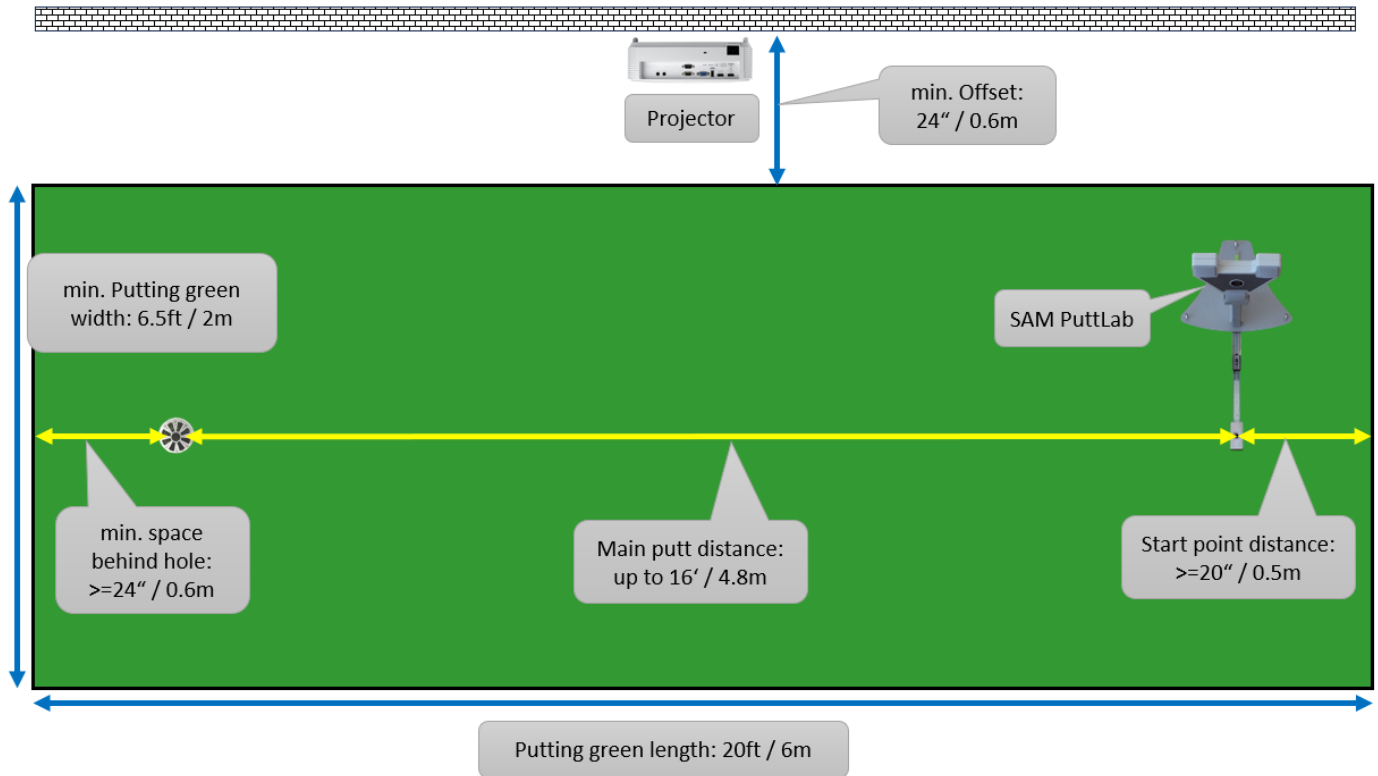 Projector
min. Offset:
24“ / 0.6m
min. Putting green
width: 6.5ft / 2m
SAM PuttLab
min. space
behind hole:
>=24“ / 0.6m
Main putt distance:
up to 16‘ / 4.8m
Start point distance:
>=20“ / 0.5m
Putting green length: 20ft / 6m